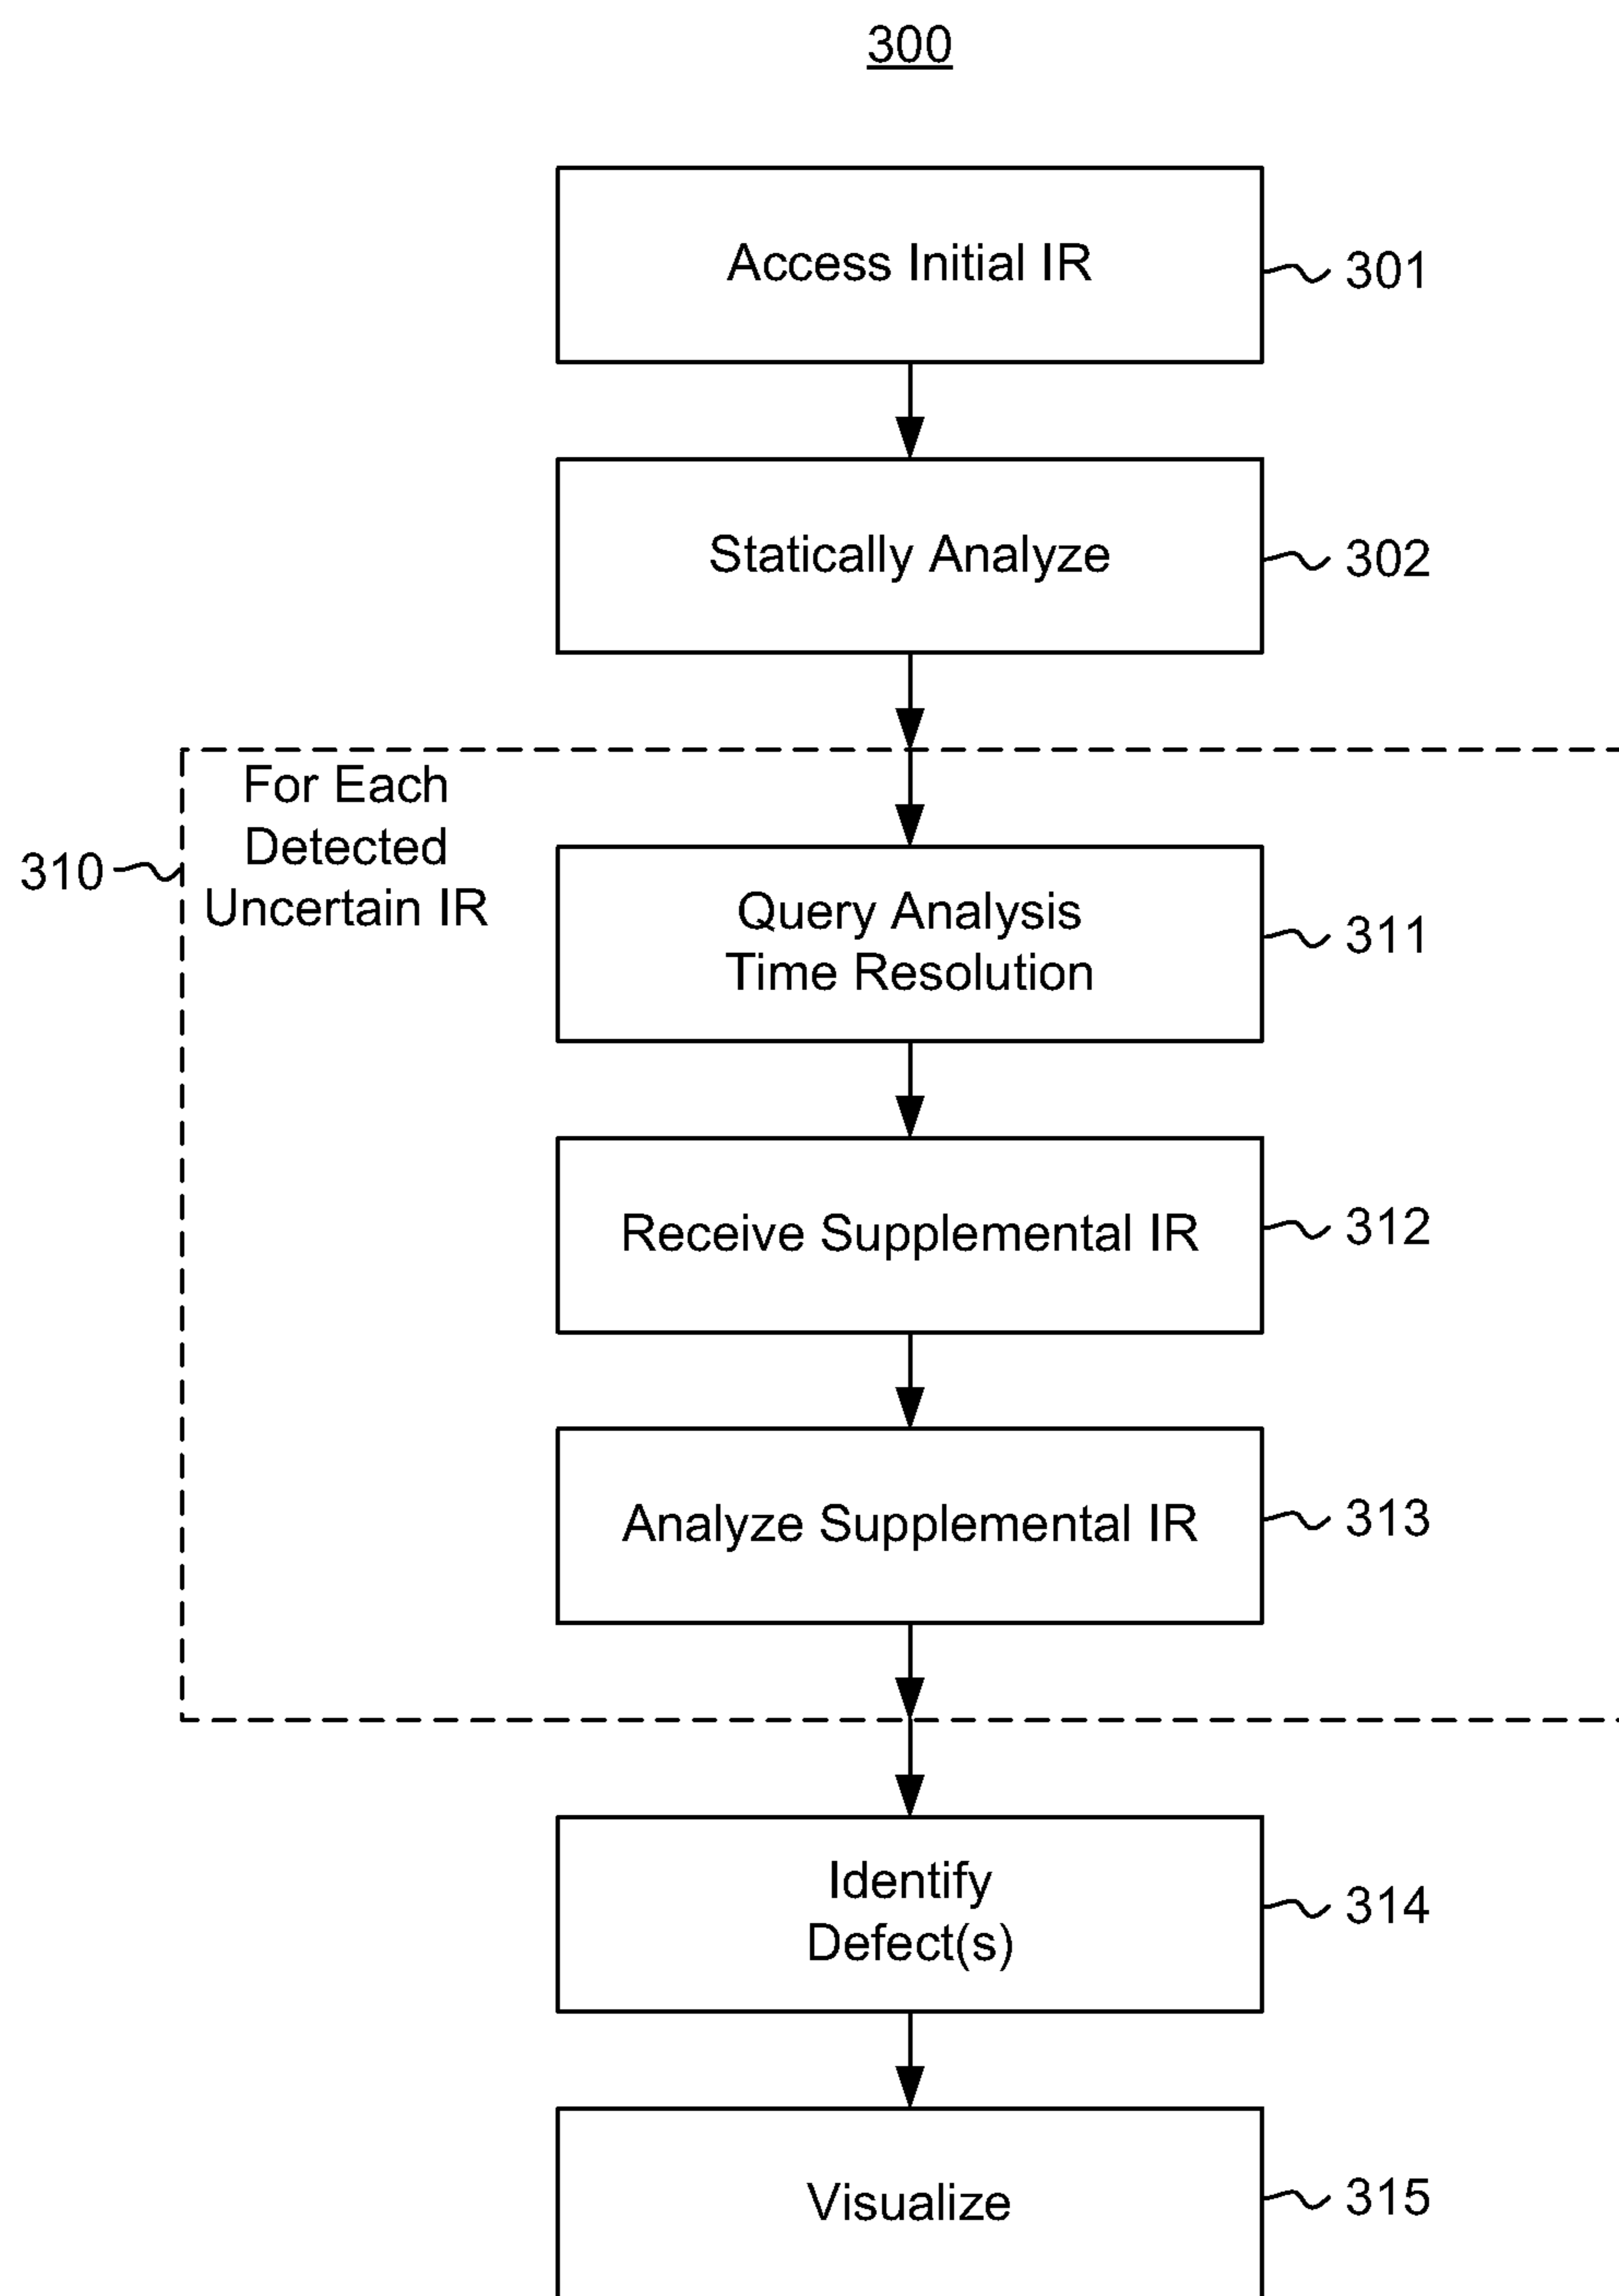 300
Access Initial IR
301
Statically Analyze
302
For Each
Detected
Uncertain IR
310
Query Analysis
Time Resolution
311
Receive Supplemental IR
312
Analyze Supplemental IR
313
Identify
Defect(s)
314
Visualize
315